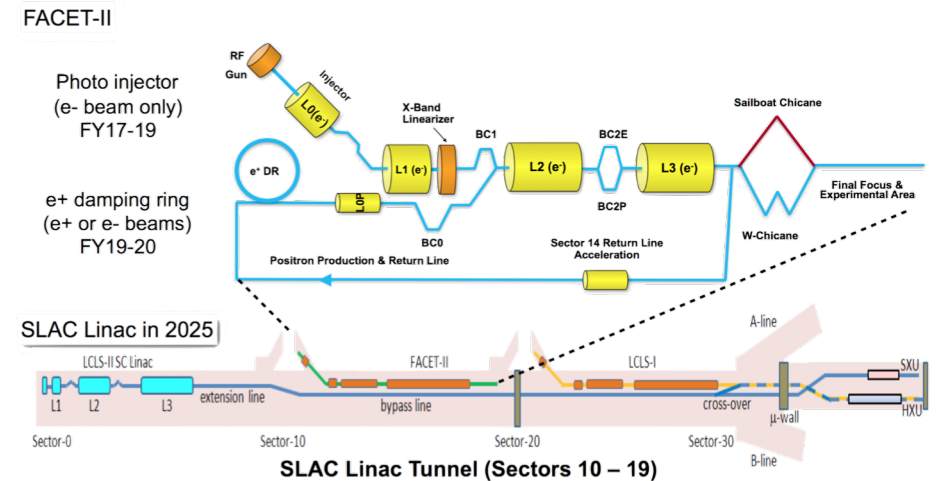 FACET-II
Photo injector
(e- beam only)
FY17-19
e+ damping ring
(e+ or e- beams)
FY19-20
RF
Gun
L0(e-)
Injector
X-Band
Linearizer
e+ DR
L1 (e-)
BC1
L2 (e-)
BC2E
BC2P
L3 (e-)
Sailboat Chicane
W-Chicane
Final Focus &
Experimental Area
L0P
BC0
Sector 14 Return Line
Acceleration
Positron Production & Return Line
SLAC Linac in 2025
LCLS-II SC Linac
L1
L2
L3
extension line
FACET-II
bypass line
LCLS-I
cross-over
A-line
μ-wall
B-line
SXU
HXU
Sector-0
Sector-10
Sector-20
Sector-30
SLAC Linac Tunnel (Sectors 10 – 19)